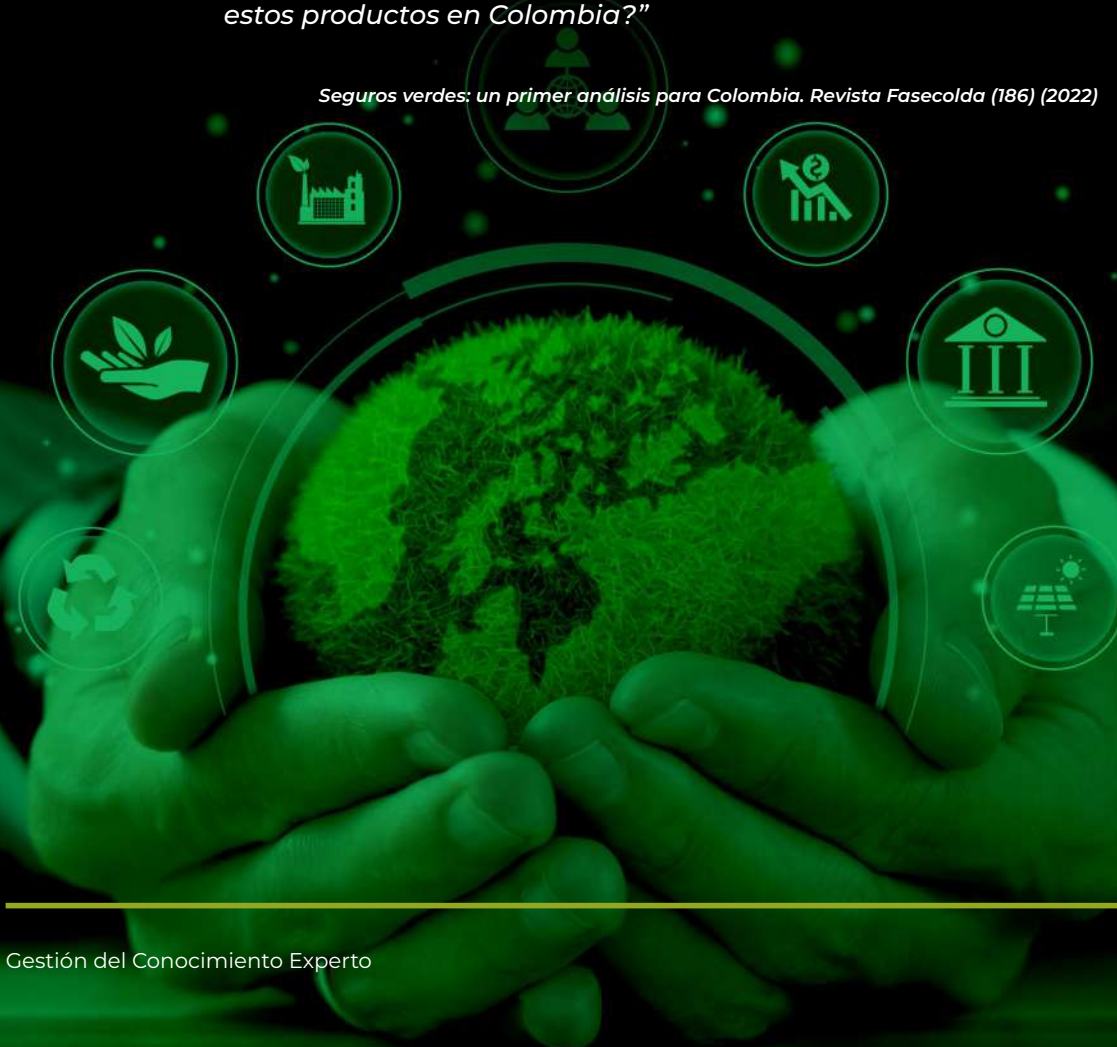 estos productos en Colombia?”
Seguros verdes: un primer análisis para Colombia. Revista Fasecolda (186) (2022)
Gestión del Conocimiento Experto